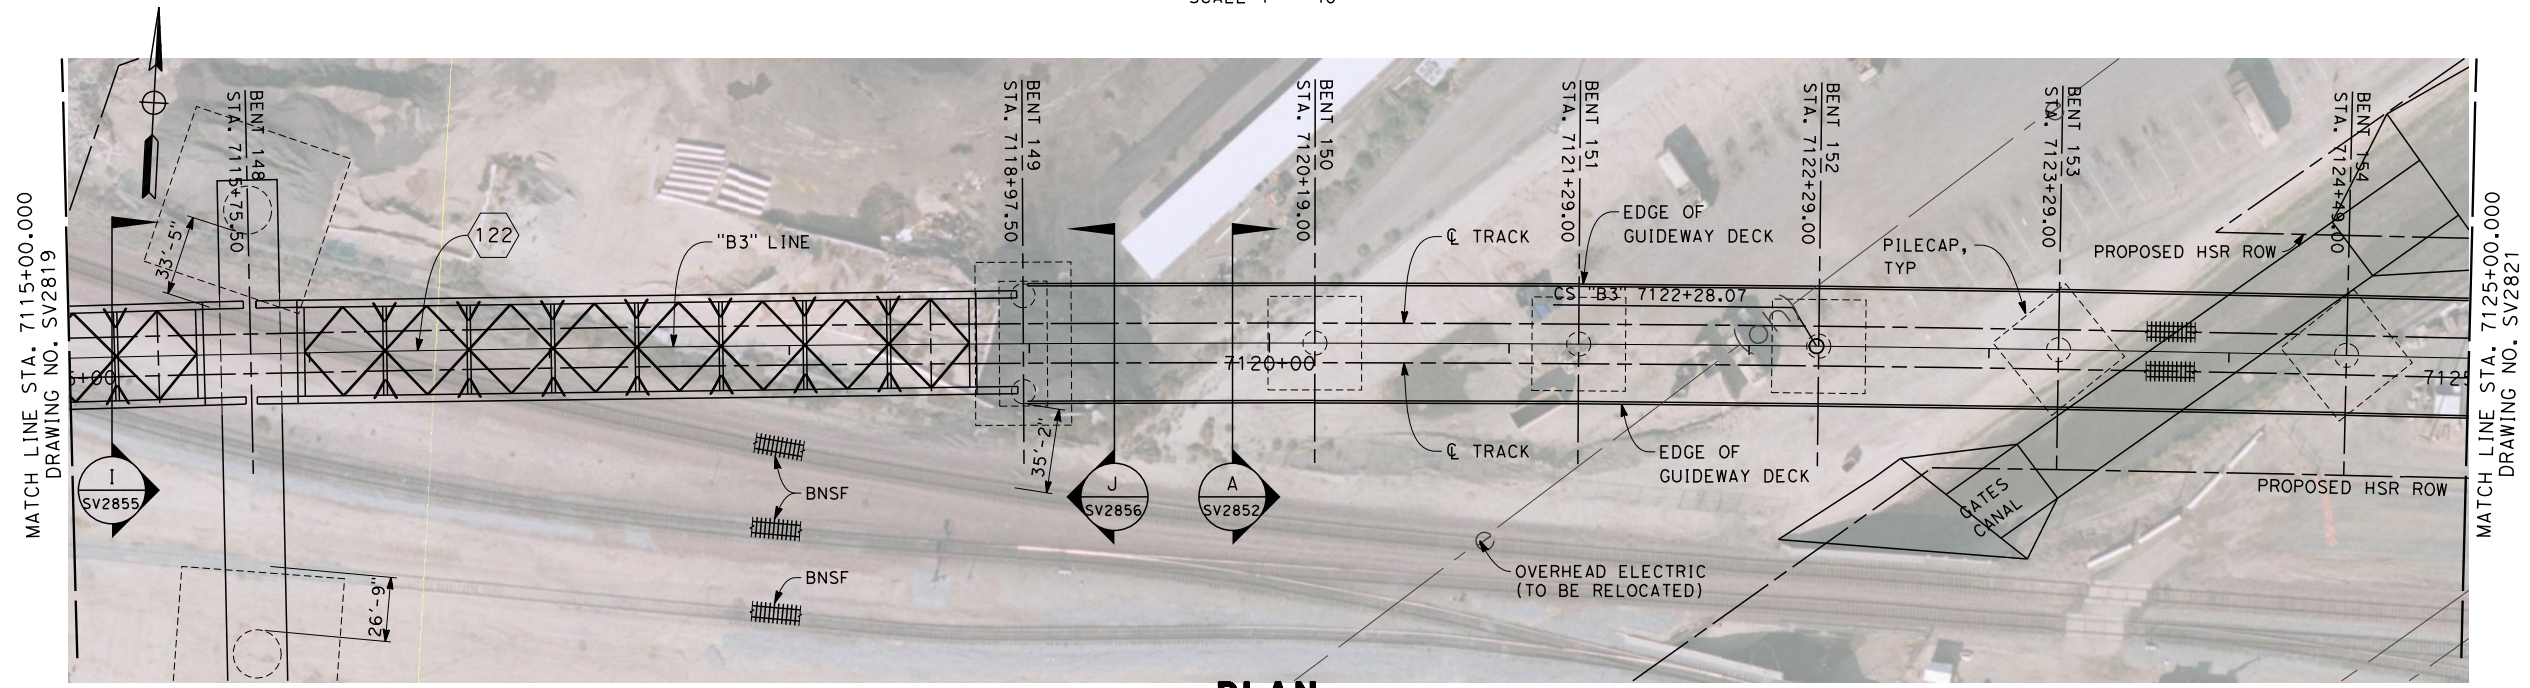 MATCH LINE STA. 7115+00.000
DRAWING NO. SV2819
BENT 148
STA. 7115+75.50
33'-5"
122
"B3" LINE
BENT 149
STA. 7118+97.50
BENT 150
STA. 7120+19.00
BENT 151
STA. 7121+29.00
BENT 152
STA. 7122+29.00
BENT 153
STA. 7123+29.00
BENT 154
STA. 7124+49.00
℄ TRACK
EDGE OF
GUIDEWAY DECK
PILECAP,
TYP
PROPOSED HSR ROW
CS "B3" 7122+28.07
7120+00
5+00
7125
35'-2"
I
SV2855
J
SV2856
A
SV2852
BNSF
BNSF
26'-9"
℄ TRACK
EDGE OF
GUIDEWAY DECK
e
OVERHEAD ELECTRIC
(TO BE RELOCATED)
GATES
CANAL
PROPOSED HSR ROW
MATCH LINE STA. 7125+00.000
DRAWING NO. SV2821
PLAN